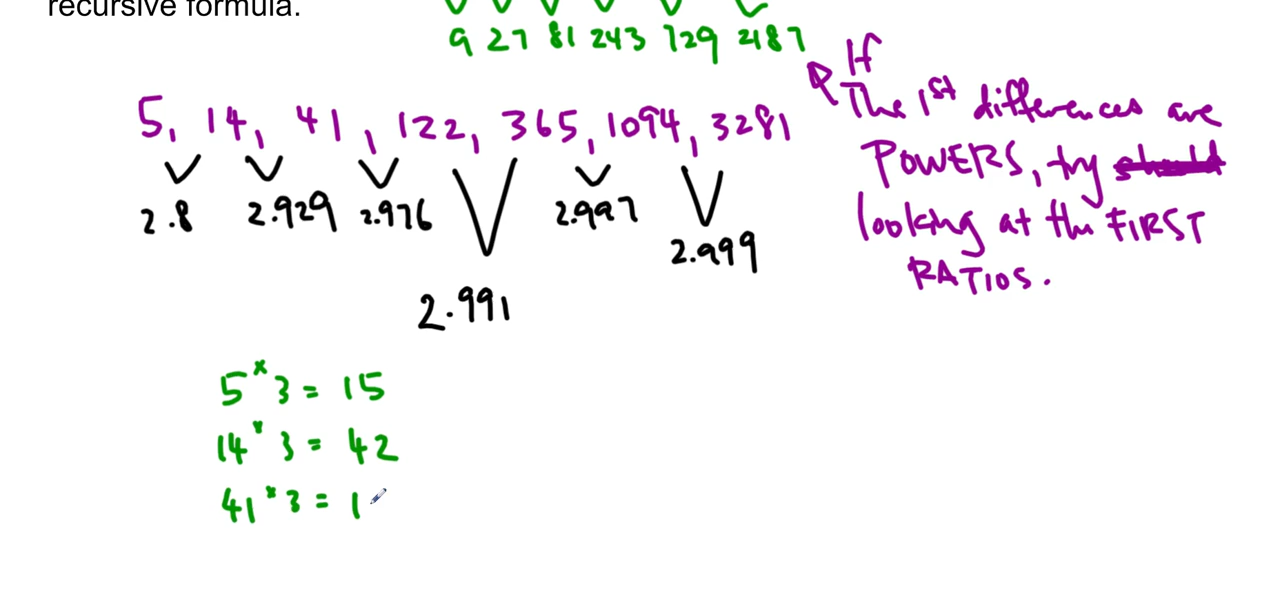 recursive formula.
9 27 81 243 729 2187
If
The 1st differences are
POWERS, try should
looking at the FIRST
RATIOS.
5, 14, 41, 122, 365, 1094, 3281
2.8 2.929 2.976 2.997
2.999
2.991
5 x 3 = 15
14 x 3 = 42
41 x 3 = 1